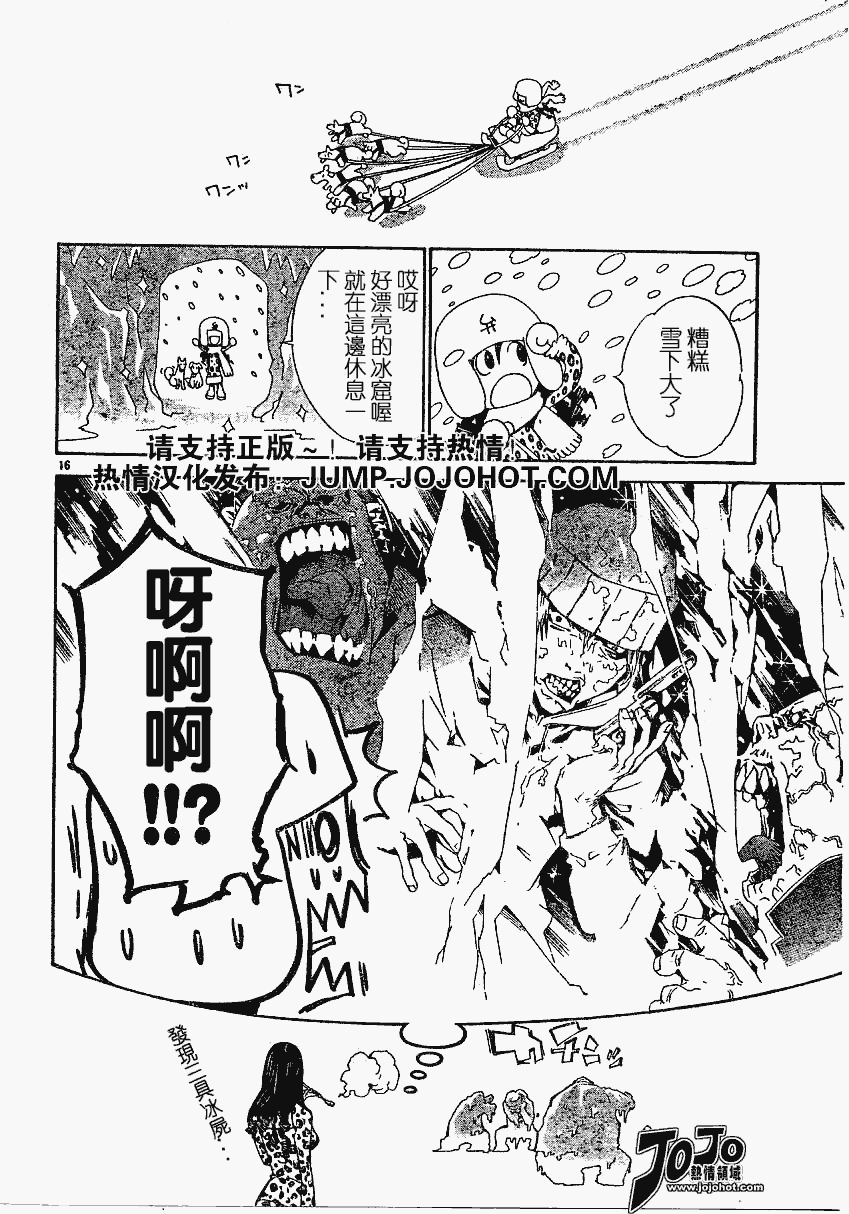 ワン
ワン
ワンッ
糟糕
雪下大了
哎呀
好漂亮的冰窟喔
就在這邊休息一
下…
请支持正版～！ 请支持热情！
热情汉化发布 JUMP.JOJOHOT.COM
16
呀啊啊!!?
發現三具冰屍…
JOJO
熱情領域
www.jojohot.com